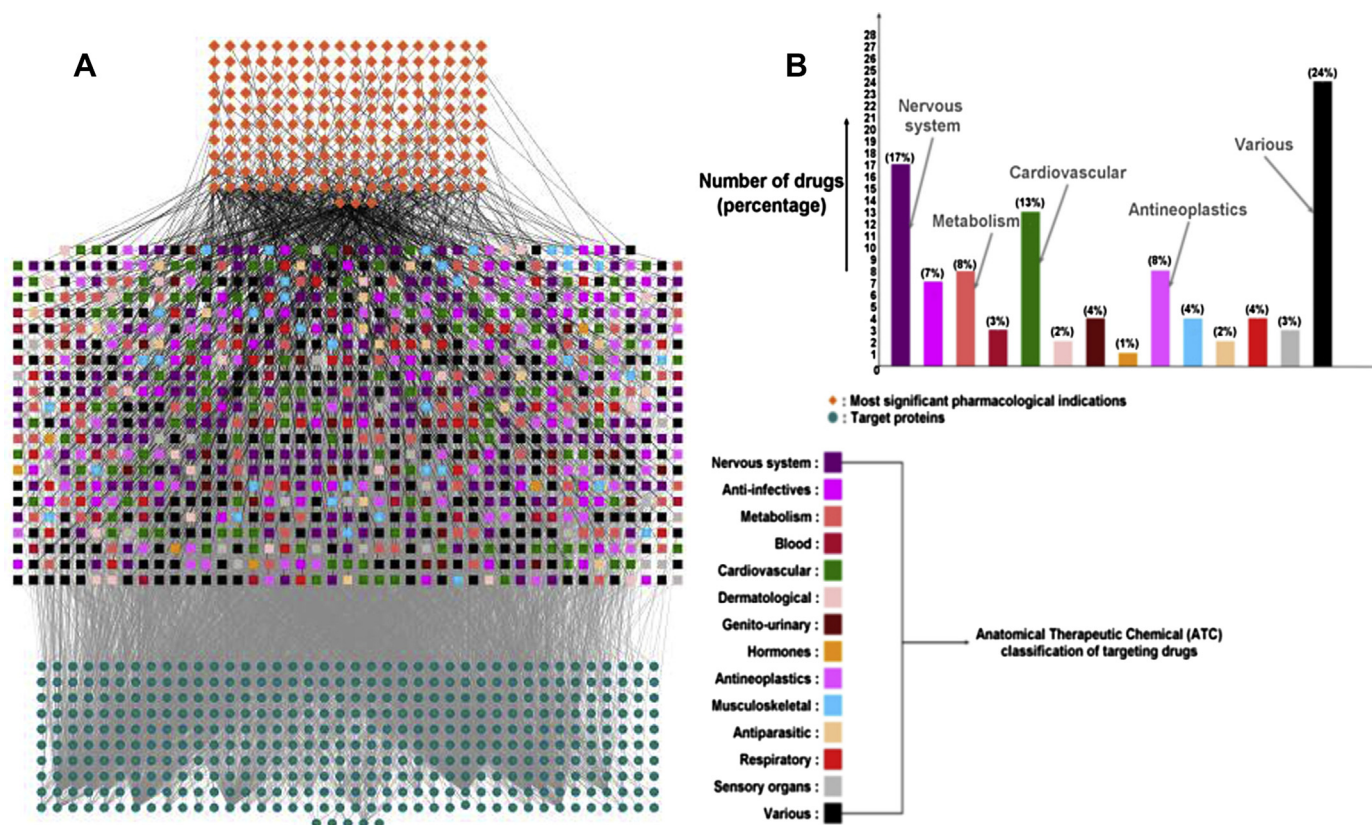 A
B
28
27
26
25
24
23
22
21
20
19
18
17
16
15
14
13
12
11
10
9
8
7
6
5
4
3
2
1
0
Number of drugs
(percentage)
Nervous
system
Metabolism
Cardiovascular
Antineoplastics
Various
(17%)
(7%)
(8%)
(3%)
(13%)
(2%)
(4%)
(1%)
(8%)
(4%)
(2%)
(4%)
(3%)
(24%)
: Most significant pharmacological indications
: Target proteins
Nervous system :
Anti-infectives :
Metabolism :
Blood :
Cardiovascular :
Dermatological :
Genito-urinary :
Hormones :
Antineoplastics :
Musculoskeletal :
Antiparasitic :
Respiratory :
Sensory organs :
Various :
Anatomical Therapeutic Chemical (ATC)
classification of targeting drugs